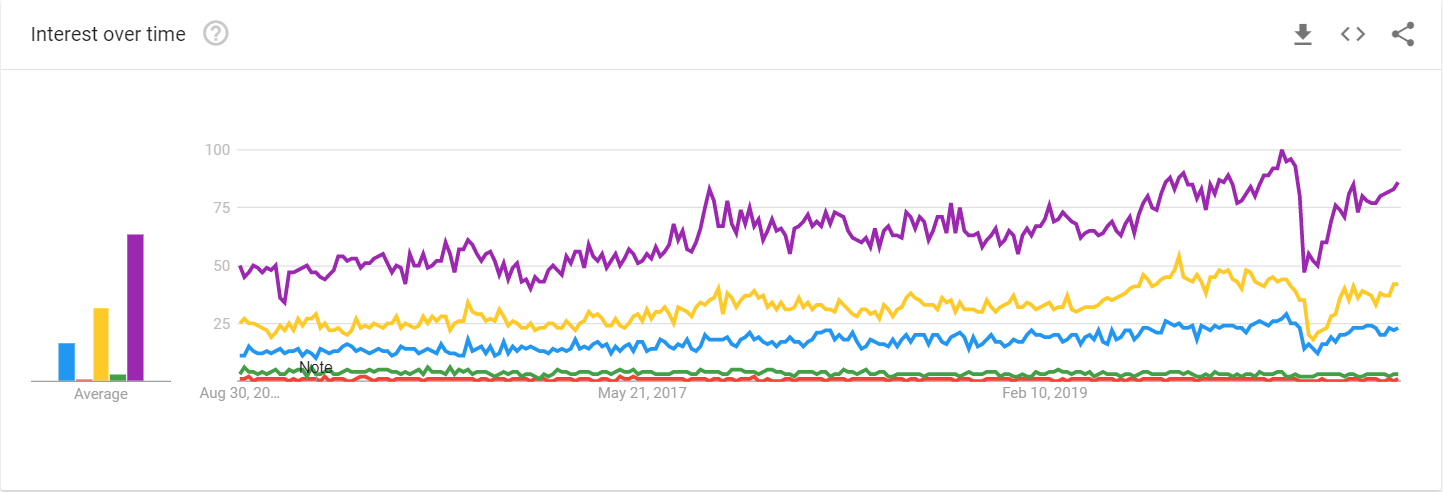 Interest over time
100
75
50
25
Note
Average
Aug 30, 20...
May 21, 2017
Feb 10, 2019